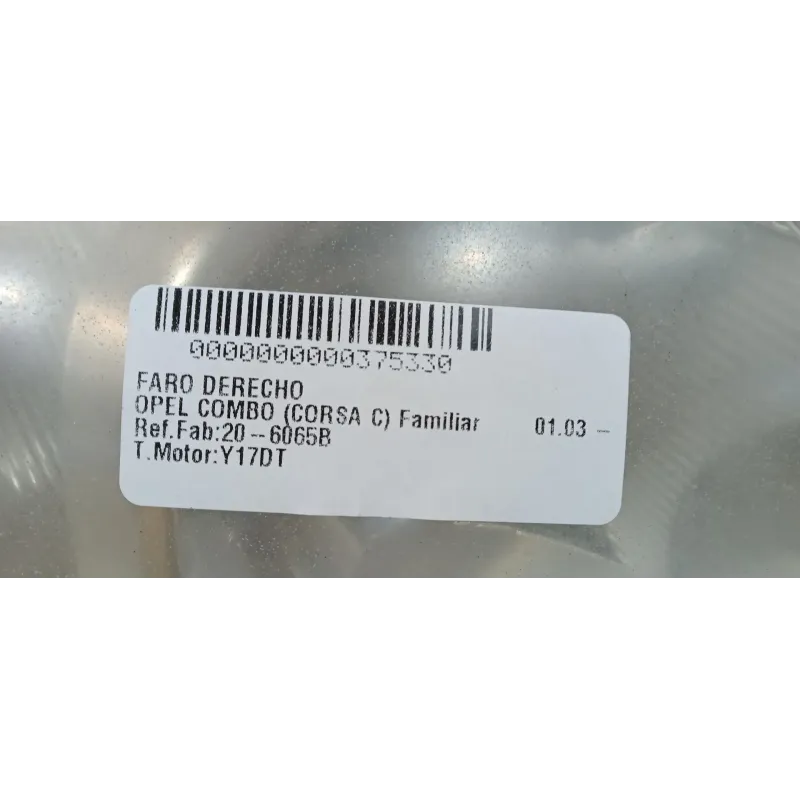 0000000000375330
FARO DERECHO
OPEL COMBO (CORSA C) Familiar 01.03 –
Ref.Fab:20 – 6065B
T.Motor:Y17DT